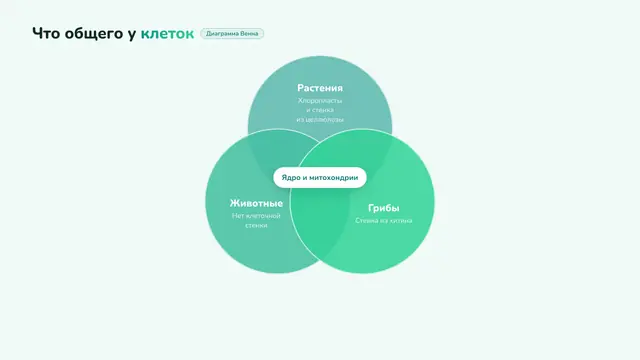 Что общего у клеток
Диаграмма Венна
Растения
Хлоропласты
и стенка
из целлюлозы
Ядро и митохондрии
Животные
Нет клеточной
стенки
Грибы
Стенка из хитина